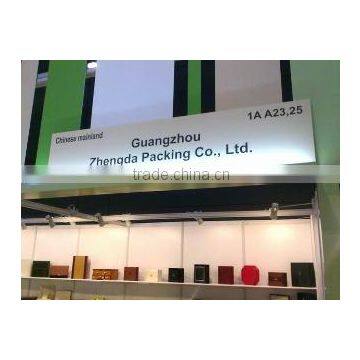 Chinese mainland
1A A23,25
Guangzhou
Zhengda Packing Co., Ltd.
trade.china.cn